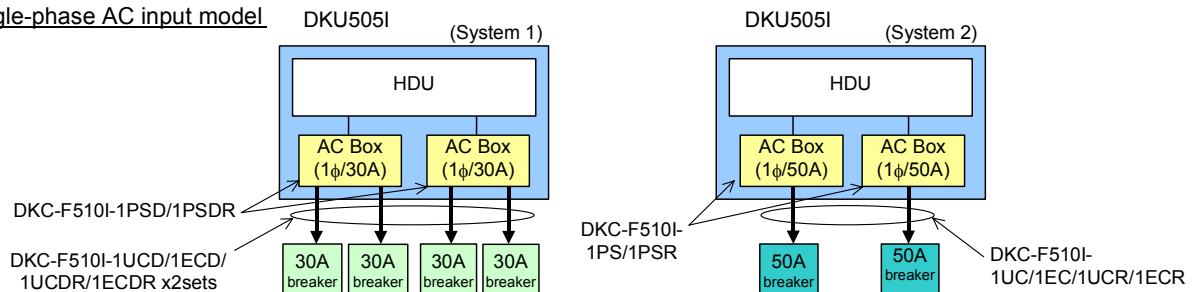 gle-phase AC input model
DKU505I
(System 1)
HDU
AC Box
(1ϕ/30A)
AC Box
(1ϕ/30A)
DKC-F510I-1PSD/1PSDR
DKC-F510I-1UCD/1ECD/
1UCDR/1ECDR x2sets
30A
breaker
30A
breaker
30A
breaker
30A
breaker
DKU505I
(System 2)
HDU
AC Box
(1ϕ/50A)
AC Box
(1ϕ/50A)
DKC-F510I-
1PS/1PSR
50A
breaker
50A
breaker
DKC-F510I-
1UC/1EC/1UCR/1ECR